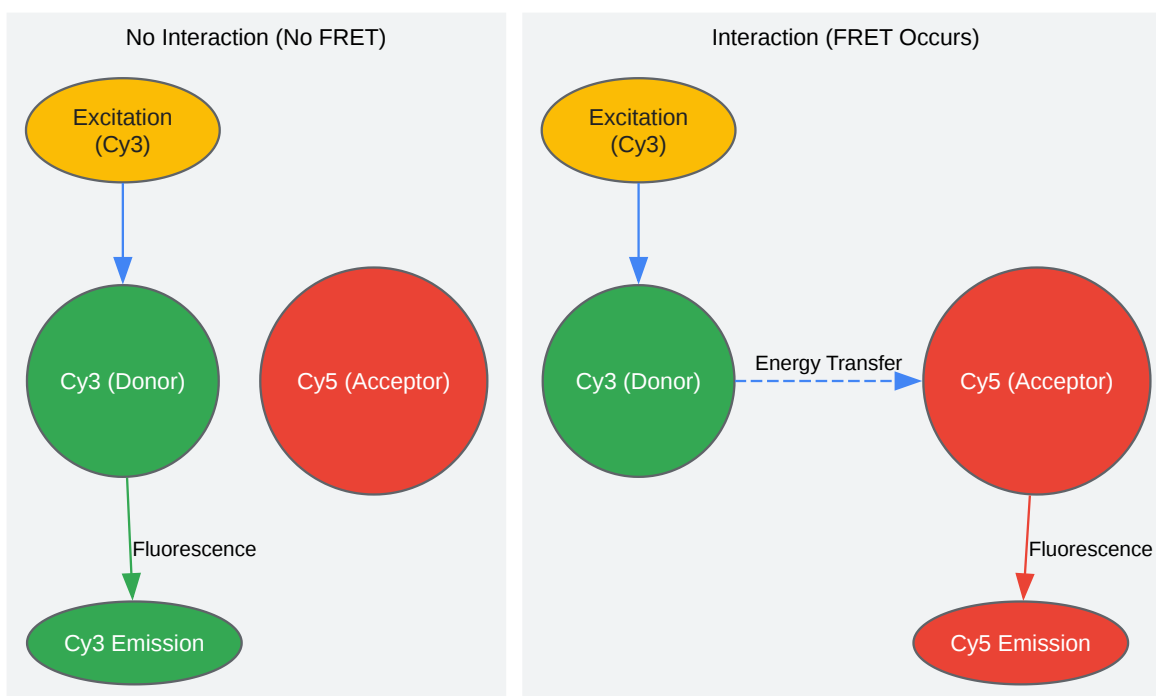 No Interaction (No FRET)
Excitation
(Cy3)
Cy3 (Donor)
Cy5 (Acceptor)
Fluorescence
Cy3 Emission
Interaction (FRET Occurs)
Excitation
(Cy3)
Cy3 (Donor)
Energy Transfer
Cy5 (Acceptor)
Fluorescence
Cy5 Emission